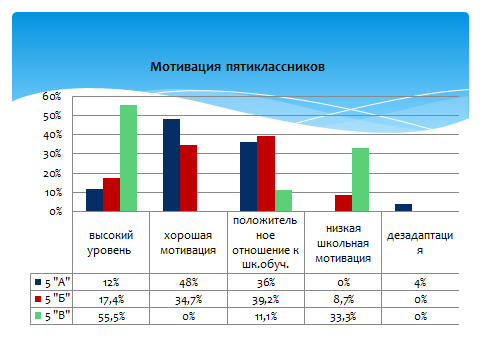 Мотивация пятиклассников
60%
50%
40%
30%
20%
10%
0%
высокий
уровень
хорошая
мотивация
положитель
ное
отношение к
шк.обуч.
низкая
школьная
мотивация
дезадаптаци
я
5 "А" 12% 48% 36% 0% 4%
5 "Б" 17,4% 34,7% 39,2% 8,7% 0%
5 "В" 55,5% 0% 11,1% 33,3% 0%